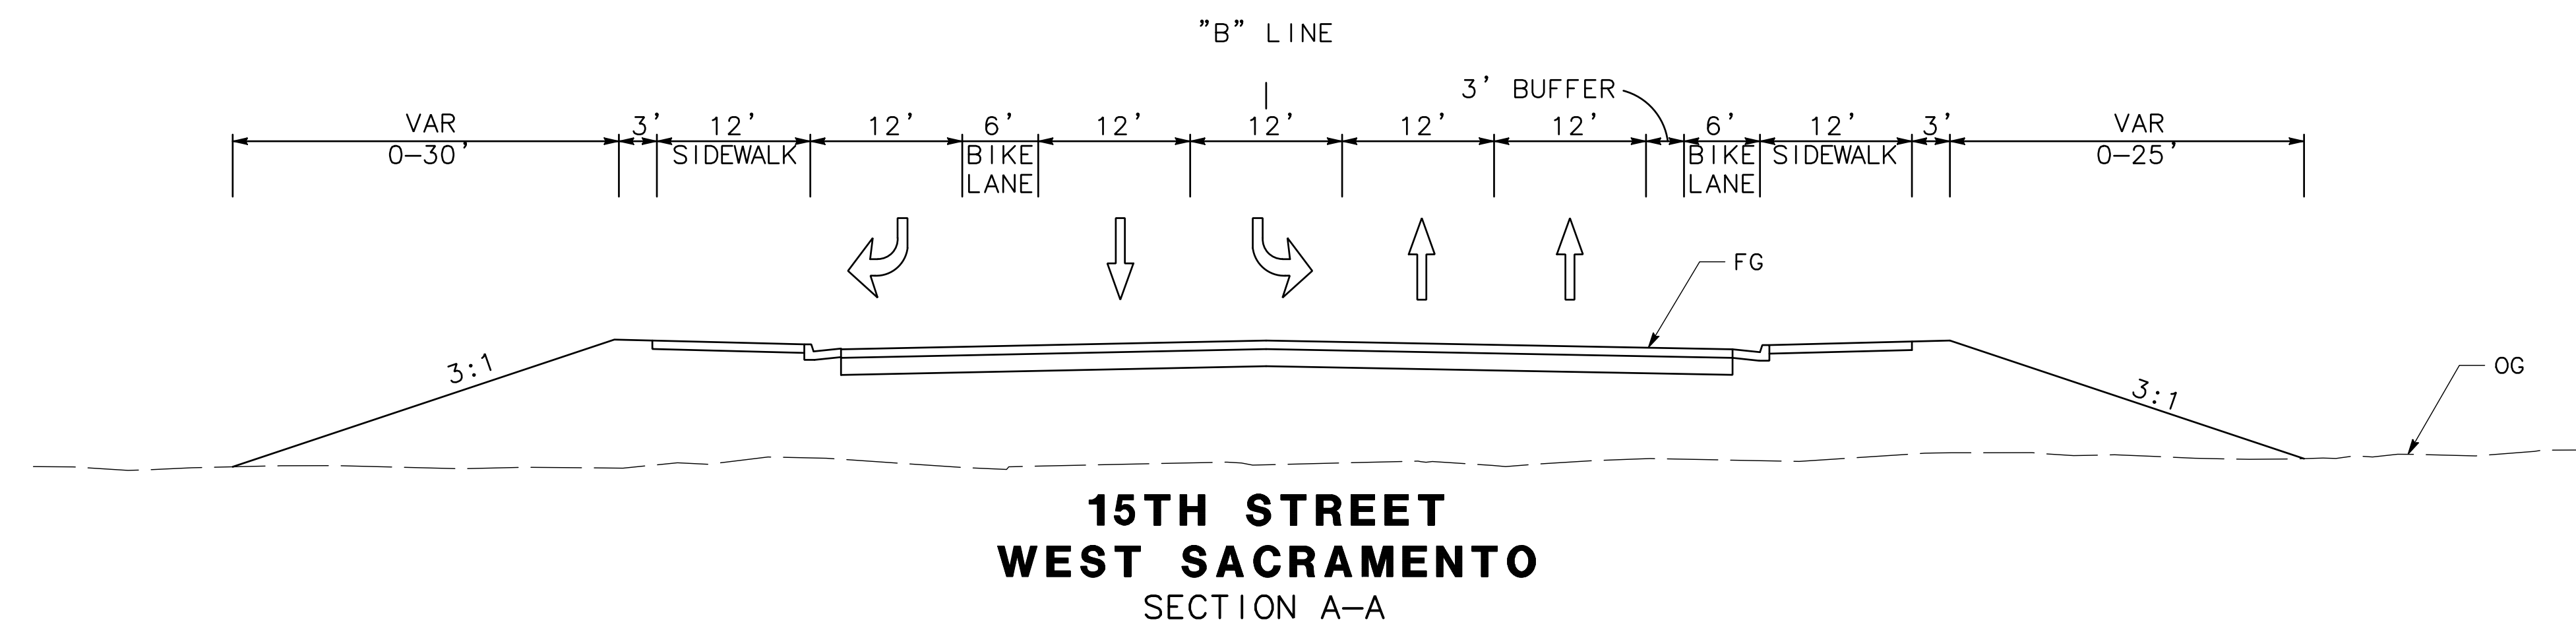 ”B” LINE
3’ BUFFER
VAR 3’ 12’ 12’ 6’ 12’ 12’ 12’ 12’ 6’ 12’ 3’ VAR
0–30’ SIDEWALK BIKE BIKE SIDEWALK 0–25’
LANE LANE
FG
3:1
3:1
OG
15TH STREET
WEST SACRAMENTO
SECTION A–A